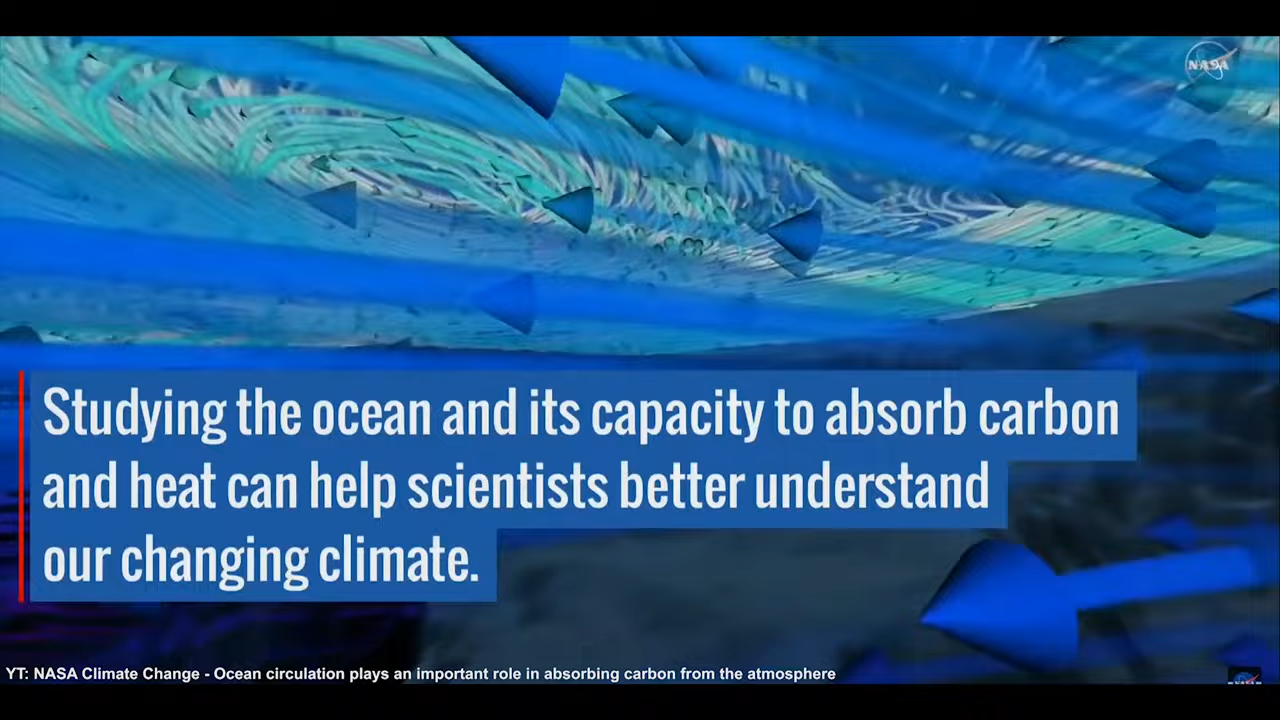 NASA
Studying the ocean and its capacity to absorb carbon
and heat can help scientists better understand
our changing climate.
YT: NASA Climate Change - Ocean circulation plays an important role in absorbing carbon from the atmosphere